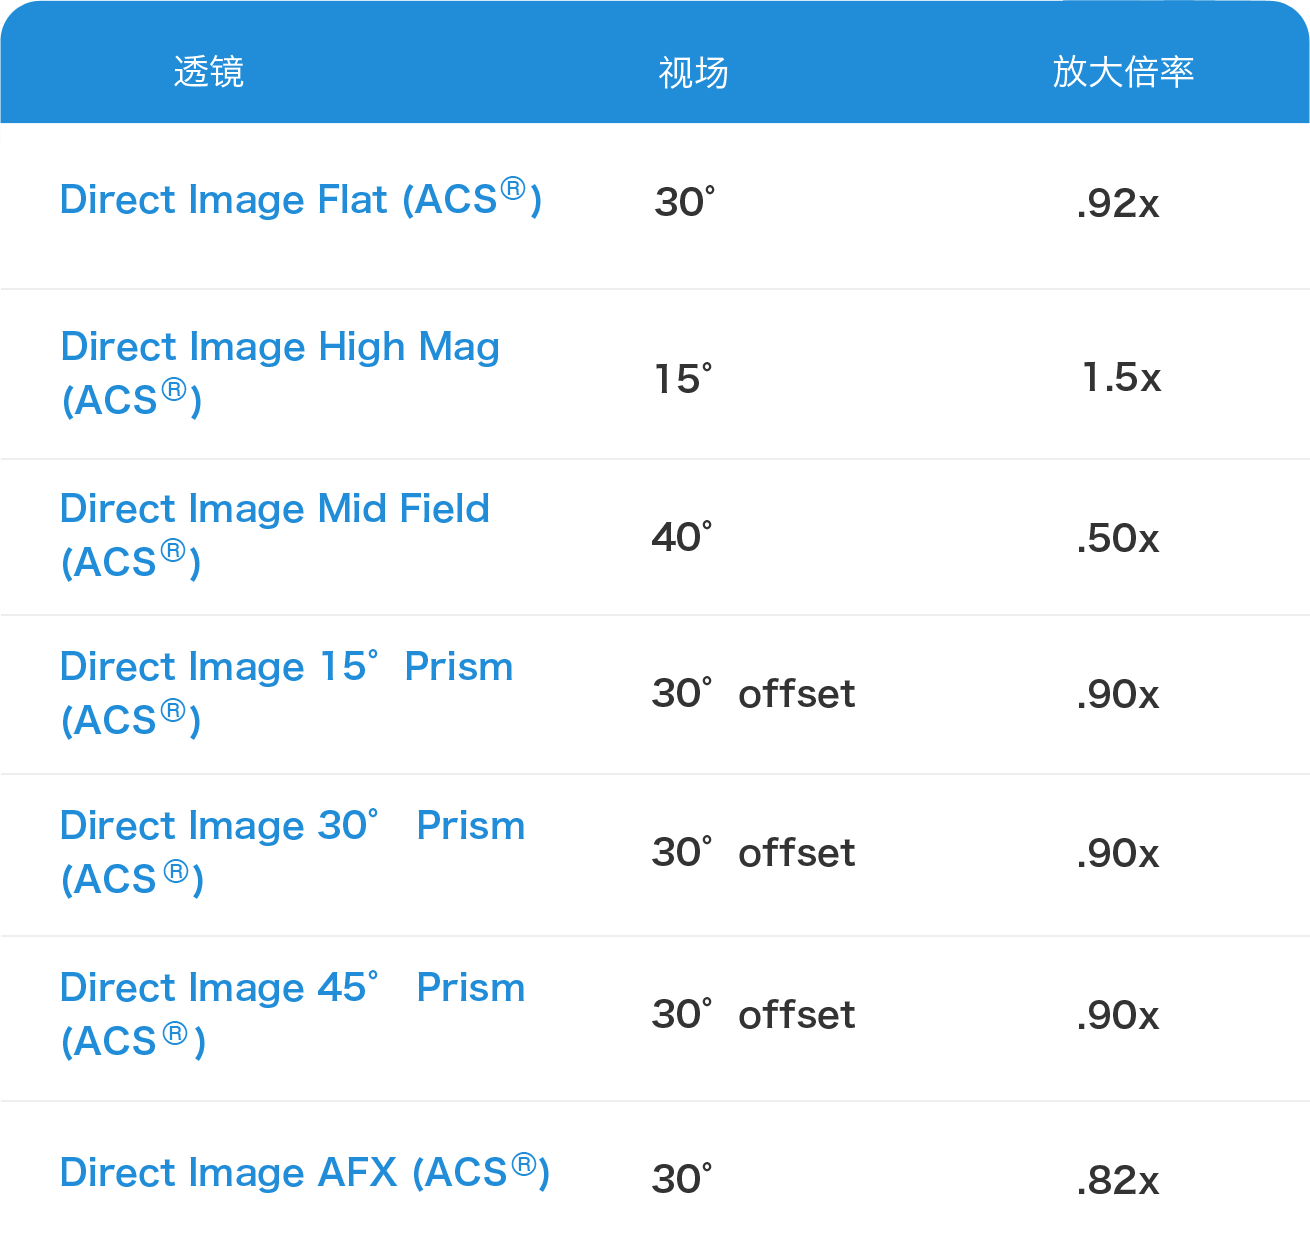 透镜 视场 放大倍率
Direct Image Flat (ACS®) 30° .92x
Direct Image High Mag
(ACS®) 15° 1.5x
Direct Image Mid Field
(ACS®) 40° .50x
Direct Image 15° Prism
(ACS®) 30° offset .90x
Direct Image 30° Prism
(ACS®) 30° offset .90x
Direct Image 45° Prism
(ACS®) 30° offset .90x
Direct Image AFX (ACS®) 30° .82x